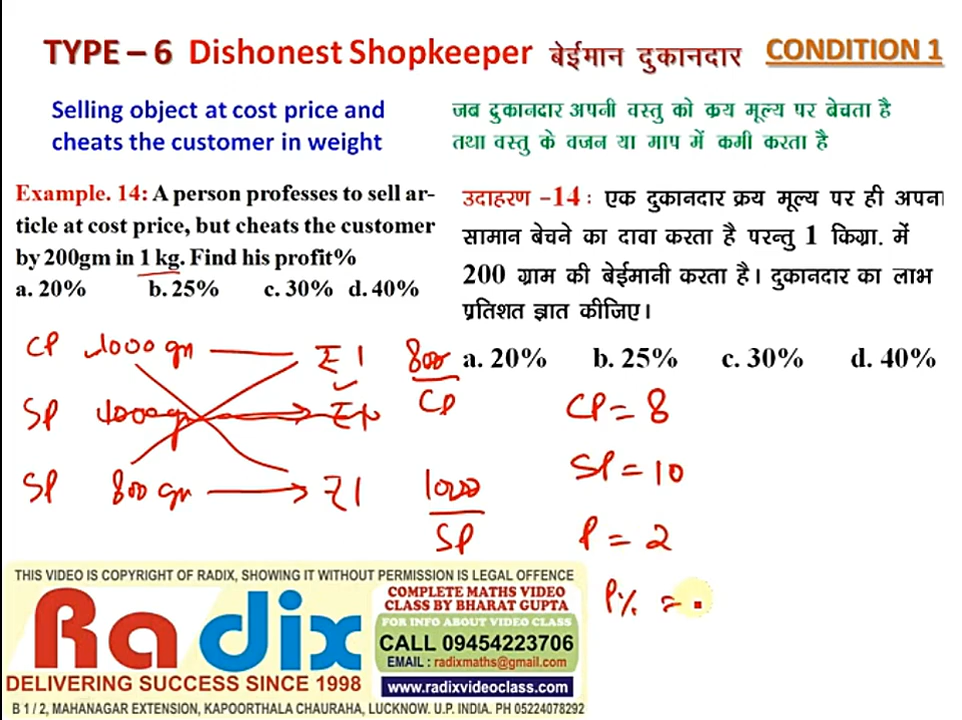 TYPE – 6 Dishonest Shopkeeper बेईमान दुकानदार CONDITION 1
Selling object at cost price and
cheats the customer in weight
जब दुकानदार अपनी वस्तु को क्रय मूल्य पर बेचता है
तथा वस्तु के वजन या माप में कमी करता है
Example. 14: A person professes to sell ar-
ticle at cost price, but cheats the customer
by 200gm in 1 kg. Find his profit%
a. 20% b. 25% c. 30% d. 40%
उदाहरण -14 : एक दुकानदार क्रय मूल्य पर ही अपना
सामान बेचने का दावा करता है परन्तु 1 किग्रा. में
200 ग्राम की बेईमानी करता है। दुकानदार का लाभ
प्रतिशत ज्ञात कीजिए।
a. 20% b. 25% c. 30% d. 40%
CP 1000 gm ₹ 1 800
CP
SP 1000 gm
SP 800 gm ₹ 1 1000
SP
CP = 8
SP = 10
P = 2
P% =
THIS VIDEO IS COPYRIGHT OF RADIX, SHOWING IT WITHOUT PERMISSION IS LEGAL OFFENCE
Radix
DELIVERING SUCCESS SINCE 1998
COMPLETE MATHS VIDEO
CLASS BY BHARAT GUPTA
FOR INFO ABOUT VIDEO CLASS
CALL 09454223706
EMAIL : radixmaths@gmail.com
www.radixvideoclass.com
B 1 / 2, MAHANAGAR EXTENSION, KAPOORTHALA CHAURAHA, LUCKNOW. U.P. INDIA. PH 05224078292